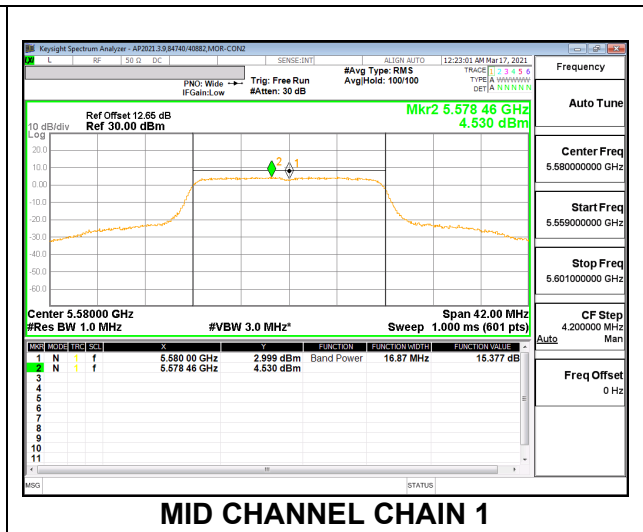 Keysight Spectrum Analyzer - AP2021.3.9,84740/40882,MOR-CON2
L RF 50 Ω DC SENSE:INT ALIGN AUTO 12:23:01 AM Mar 17, 2021
PNO: Wide
IFGain:Low
Trig: Free Run
#Atten: 30 dB
#Avg Type: RMS
Avg|Hold: 100/100
TRACE 1 2 3 4 5 6
TYPE A WWWWW
DET A N N N N N
Frequency
Auto Tune
Center Freq
5.580000000 GHz
Start Freq
5.559000000 GHz
Stop Freq
5.601000000 GHz
CF Step
4.200000 MHz
Auto Man
Freq Offset
0 Hz
Mkr2 5.578 46 GHz
4.530 dBm
Ref Offset 12.65 dB
10 dB/div Ref 30.00 dBm
Log
20.0
10.0
0.00
-10.0
-20.0
-30.0
-40.0
-50.0
-60.0
2 1
Center 5.58000 GHz Span 42.00 MHz
#Res BW 1.0 MHz #VBW 3.0 MHz* Sweep 1.000 ms (601 pts)
MKR MODE TRC SCL X Y FUNCTION FUNCTION WIDTH FUNCTION VALUE
1 N 1 f 5.580 00 GHz 2.999 dBm Band Power 16.87 MHz 15.377 dB
2 N 1 f 5.578 46 GHz 4.530 dBm
3
4
5
6
7
8
9
10
11
MSG STATUS
MID CHANNEL CHAIN 1